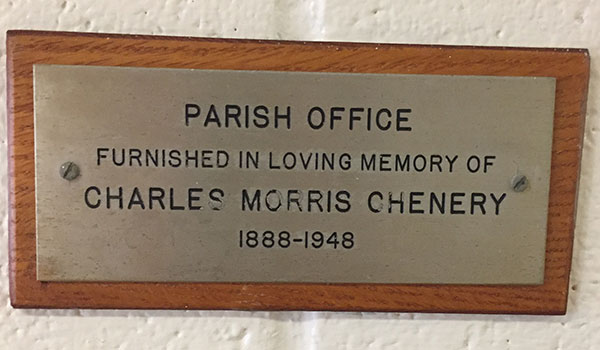 PARISH OFFICE
FURNISHED IN LOVING MEMORY OF
CHARLES MORRIS CHENERY
1888-1948